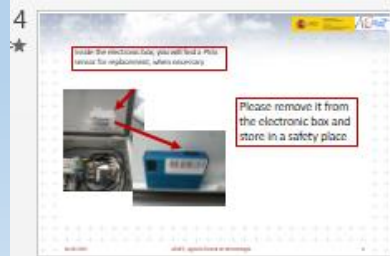 4
Inside the electronic box, you will find a PM
sensor for replacement, when necessary
Please remove it from
the electronic box and
store in a safety place